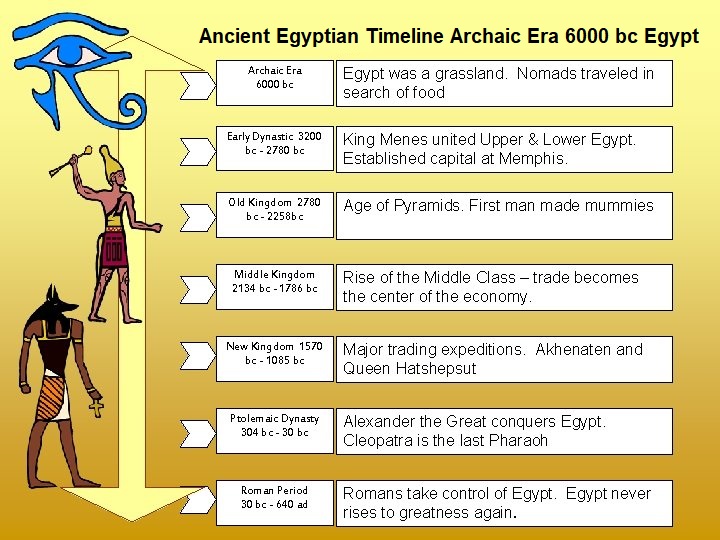 Ancient Egyptian Timeline Archaic Era 6000 bc Egypt
Archaic Era
6000 bc
Egypt was a grassland. Nomads traveled in
search of food
Early Dynastic 3200
bc - 2780 bc
King Menes united Upper & Lower Egypt.
Established capital at Memphis.
Old Kingdom 2780
bc - 2258bc
Age of Pyramids. First man made mummies
Middle Kingdom
2134 bc - 1786 bc
Rise of the Middle Class – trade becomes
the center of the economy.
New Kingdom 1570
bc - 1085 bc
Major trading expeditions. Akhenaten and
Queen Hatshepsut
Ptolemaic Dynasty
304 bc - 30 bc
Alexander the Great conquers Egypt.
Cleopatra is the last Pharaoh
Roman Period
30 bc - 640 ad
Romans take control of Egypt. Egypt never
rises to greatness again.